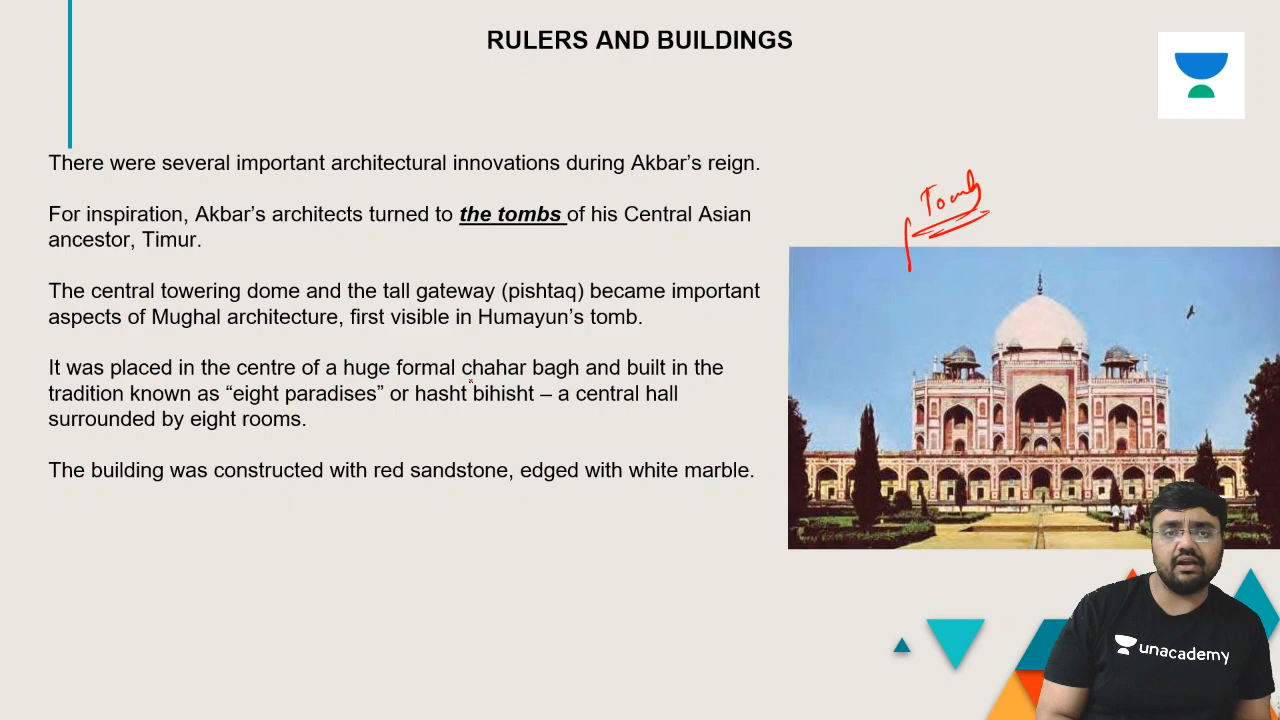 RULERS AND BUILDINGS
There were several important architectural innovations during Akbar’s reign.
For inspiration, Akbar’s architects turned to the tombs of his Central Asian
ancestor, Timur.
The central towering dome and the tall gateway (pishtaq) became important
aspects of Mughal architecture, first visible in Humayun’s tomb.
It was placed in the centre of a huge formal chahar bagh and built in the
tradition known as “eight paradises” or hasht bihisht – a central hall
surrounded by eight rooms.
The building was constructed with red sandstone, edged with white marble.
Tomb
unacademy